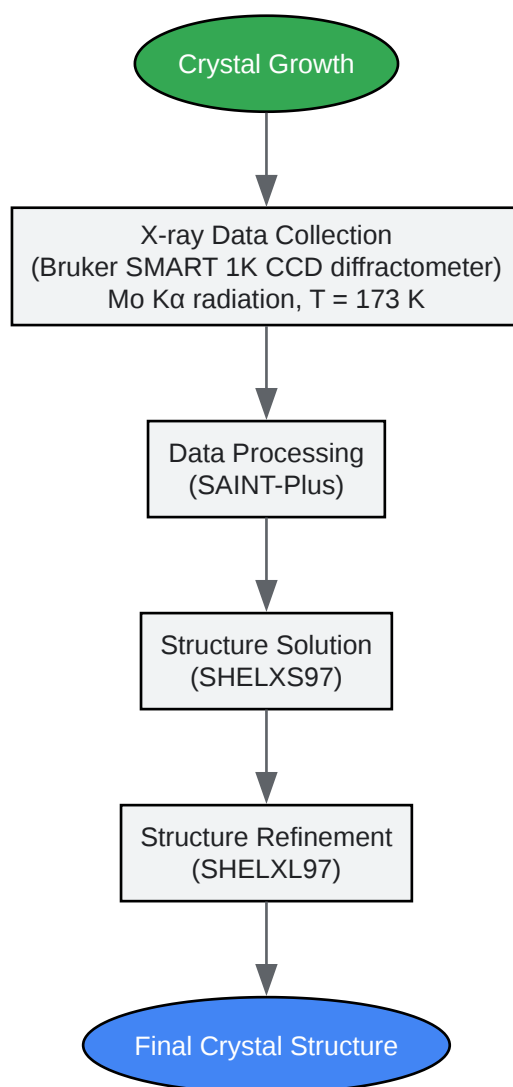 Crystal Growth
X-ray Data Collection
(Bruker SMART 1K CCD diffractometer)
Mo Kα radiation, T = 173 K
Data Processing
(SAINT-Plus)
Structure Solution
(SHELXS97)
Structure Refinement
(SHELXL97)
Final Crystal Structure